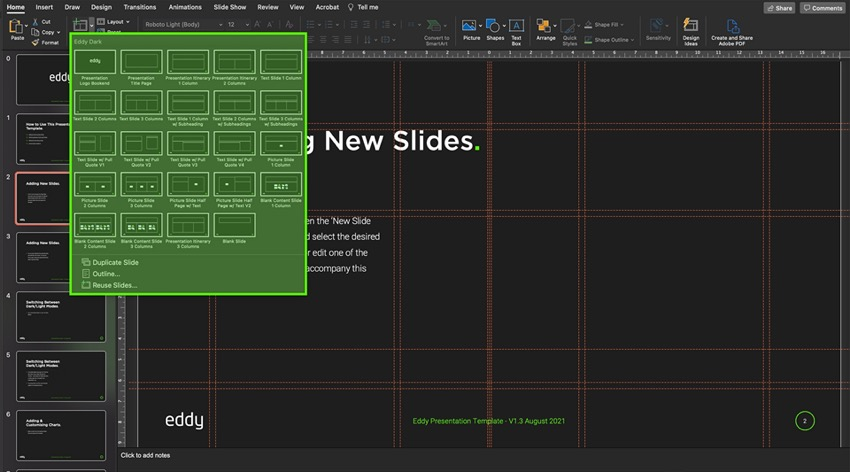 Home Insert Draw Design Transitions Animations Slide Show Review View Acrobat Tell me Share Comments
Paste Cut Copy Format Layout
Roboto Light (Body) 12
Convert to SmartArt Picture Shapes Text Box Arrange Quick Styles Shape Fill Shape Outline Sensitivity Design Ideas Create and Share Adobe PDF
Eddy Dark
eddy
Presentation Logo Bookend
Presentation Title Page
Presentation Itinerary 1 Column
Presentation Itinerary 2 Columns
Text Slide 1 Column
Text Slide 2 Columns
Text Slide 3 Columns
Text Slide 1 Column w/ Subheading
Text Slide 2 Columns w/ Subheadings
Text Slide 3 Columns w/ Subheadings
Text Slide w/ Pull Quote V1
Text Slide w/ Pull Quote V2
Text Slide w/ Pull Quote V3
Text Slide w/ Pull Quote V4
Picture Slide 1 Column
Picture Slide 2 Columns
Picture Slide 3 Columns
Picture Slide Half Page w/ Text
Picture Slide Half Page w/ Text V2
Blank Content Slide 1 Column
Blank Content Slide 2 Columns
Blank Content Slide 3 Columns
Presentation Itinerary 3 Columns
Blank Slide
Duplicate Slide
Outline...
Reuse Slides...
0
1
How to Use This Presentation Template.
2
Adding New Slides.
3
Adding New Slides.
4
Switching Between Dark/Light Modes.
5
Switching Between Dark/Light Modes.
6
Adding & Customising Charts.
g New Slides.
en the 'New Slide
d select the desired
r edit one of the
accompany this
eddy
Eddy Presentation Template - V1.3 August 2021
2
Click to add notes